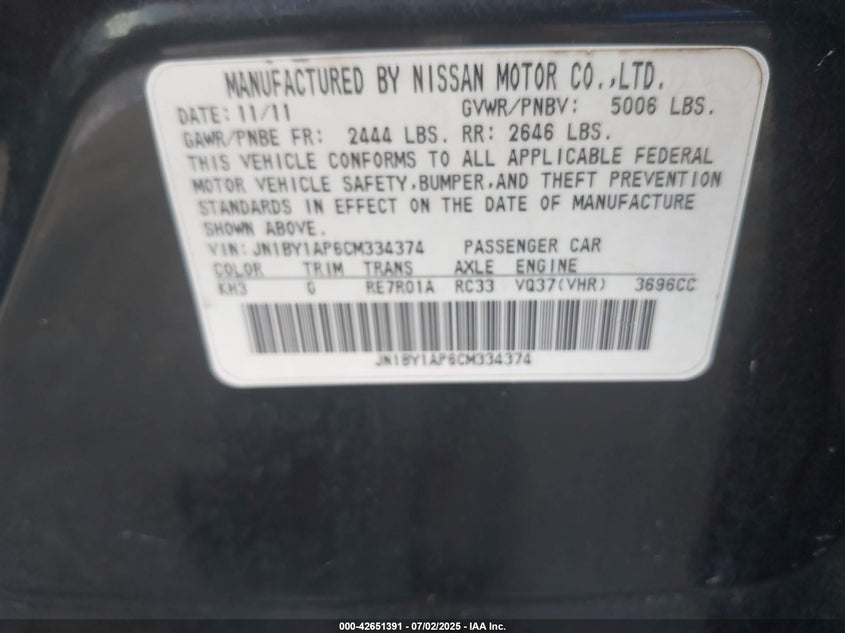 MANUFACTURED BY NISSAN MOTOR CO.,LTD.
DATE: 11/11 GVWR/PNBV: 5006 LBS.
GAWR/PNBE FR: 2444 LBS. RR: 2646 LBS.
THIS VEHICLE CONFORMS TO ALL APPLICABLE FEDERAL
MOTOR VEHICLE SAFETY,BUMPER,AND THEFT PREVENTION
STANDARDS IN EFFECT ON THE DATE OF MANUFACTURE
SHOWN ABOVE.
VIN: JN1BY1AP6CM334374 PASSENGER CAR
COLOR TRIM TRANS AXLE ENGINE
KH3 G RE7R01A RC33 VQ37(VHR) 3696CC
JN1BY1AP6CM334374
000-42651391 - 07/02/2025 - IAA Inc.